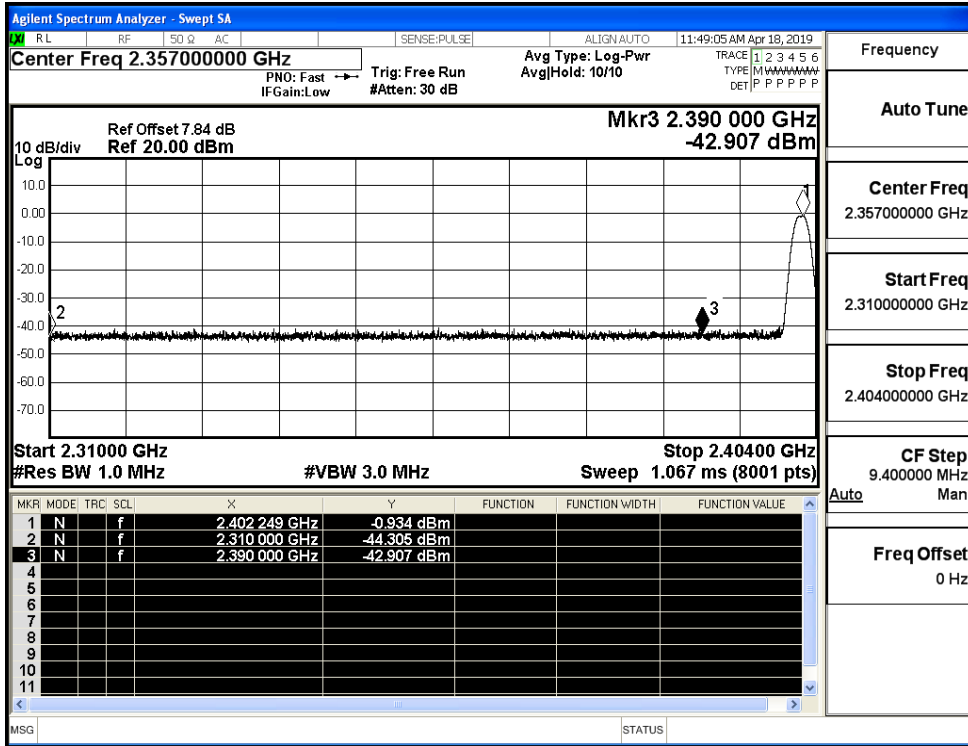 Agilent Spectrum Analyzer - Swept SA
LXI RL RF 50 Ω AC SENSE:PULSE ALIGN AUTO 11:49:05 AM Apr 18, 2019
Center Freq 2.357000000 GHz
PNO: Fast
IFGain:Low
Trig: Free Run
#Atten: 30 dB
Avg Type: Log-Pwr
Avg|Hold: 10/10
TRACE 1 2 3 4 5 6
TYPE M WWWWW
DET P P P P P P
Mkr3 2.390 000 GHz
-42.907 dBm
Ref Offset 7.84 dB
10 dB/div Ref 20.00 dBm
Log
10.0
0.00
-10.0
-20.0
-30.0
-40.0
-50.0
-60.0
-70.0
1
2
3
Start 2.31000 GHz Stop 2.40400 GHz
#Res BW 1.0 MHz #VBW 3.0 MHz Sweep 1.067 ms (8001 pts)
MKR MODE TRC SCL X Y FUNCTION FUNCTION WIDTH FUNCTION VALUE
1 N f 2.402 249 GHz -0.934 dBm
2 N f 2.310 000 GHz -44.305 dBm
3 N f 2.390 000 GHz -42.907 dBm
4
5
6
7
8
9
10
11
MSG STATUS
Frequency
Auto Tune
Center Freq
2.357000000 GHz
Start Freq
2.310000000 GHz
Stop Freq
2.404000000 GHz
CF Step
9.400000 MHz
Auto Man
Freq Offset
0 Hz